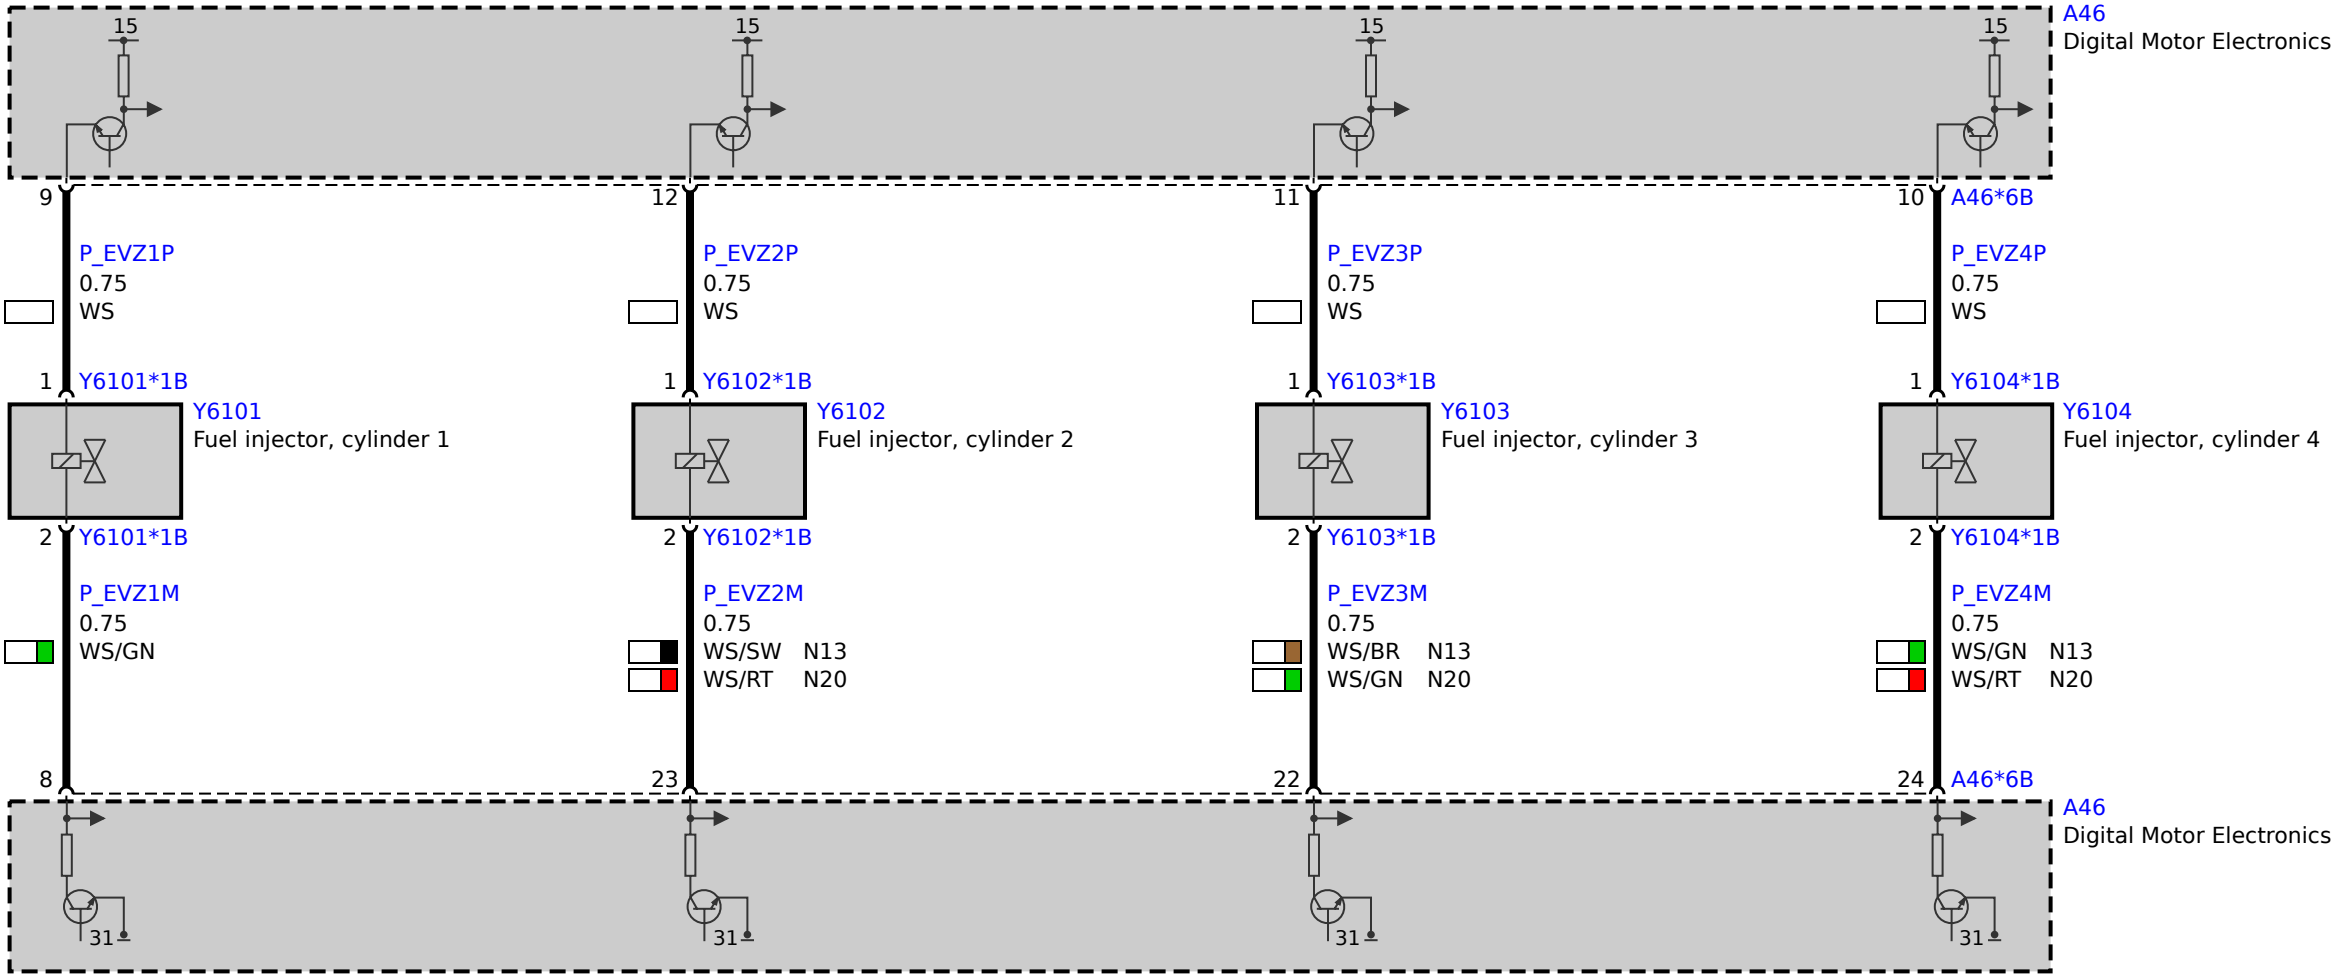 15 15 15 15
A46
Digital Motor Electronics
9 12 11 10 A46*6B
P_EVZ1P P_EVZ2P P_EVZ3P P_EVZ4P
0.75 0.75 0.75 0.75
WS WS WS WS
1 Y6101*1B 1 Y6102*1B 1 Y6103*1B 1 Y6104*1B
Y6101 Y6102 Y6103 Y6104
Fuel injector, cylinder 1 Fuel injector, cylinder 2 Fuel injector, cylinder 3 Fuel injector, cylinder 4
2 Y6101*1B 2 Y6102*1B 2 Y6103*1B 2 Y6104*1B
P_EVZ1M P_EVZ2M P_EVZ3M P_EVZ4M
0.75 0.75 0.75 0.75
WS/GN WS/SW N13 WS/BR N13 WS/GN N13
WS/RT N20 WS/GN N20 WS/RT N20
8 23 22 24 A46*6B
A46
Digital Motor Electronics
31 31 31 31